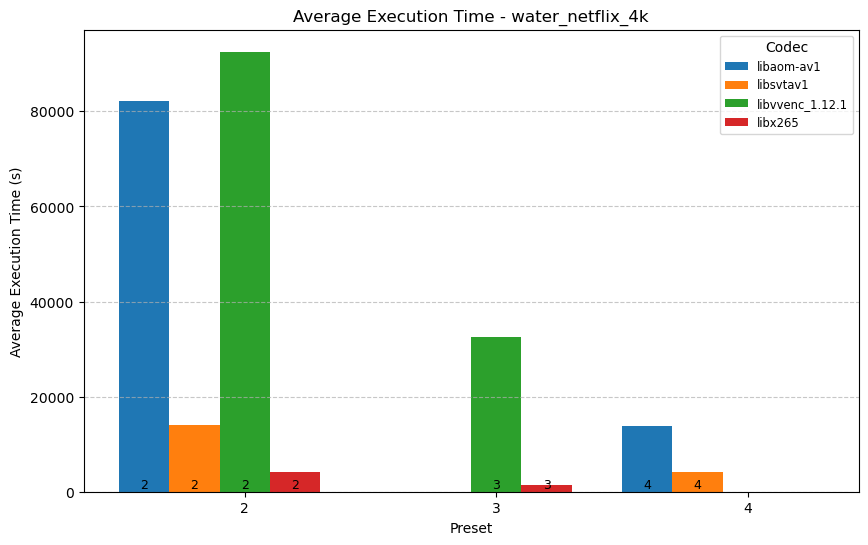 Average Execution Time - water_netflix_4k
Codec
libaom-av1
libsvtav1
libvvenc_1.12.1
libx265
Average Execution Time (s)
80000
60000
40000
20000
0
2 2 2 2 3 3 4 4
2 3 4
Preset